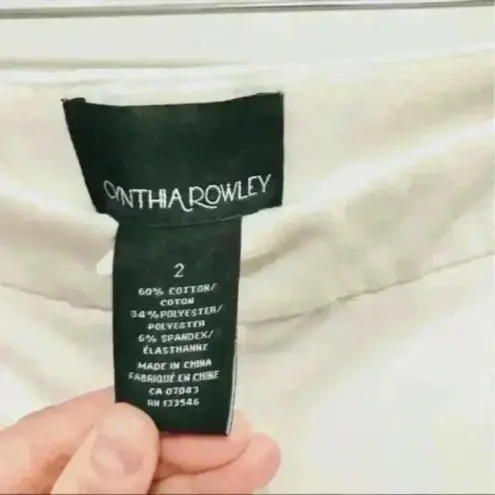 CYNTHIA ROWLEY
2
60% COTTON/
COTON
34% POLYESTER/
POLYESTER
6% SPANDEX/
ÉLASTHANNE
MADE IN CHINA
FABRIQUÉ EN CHINE
CA 07043
RN 133546